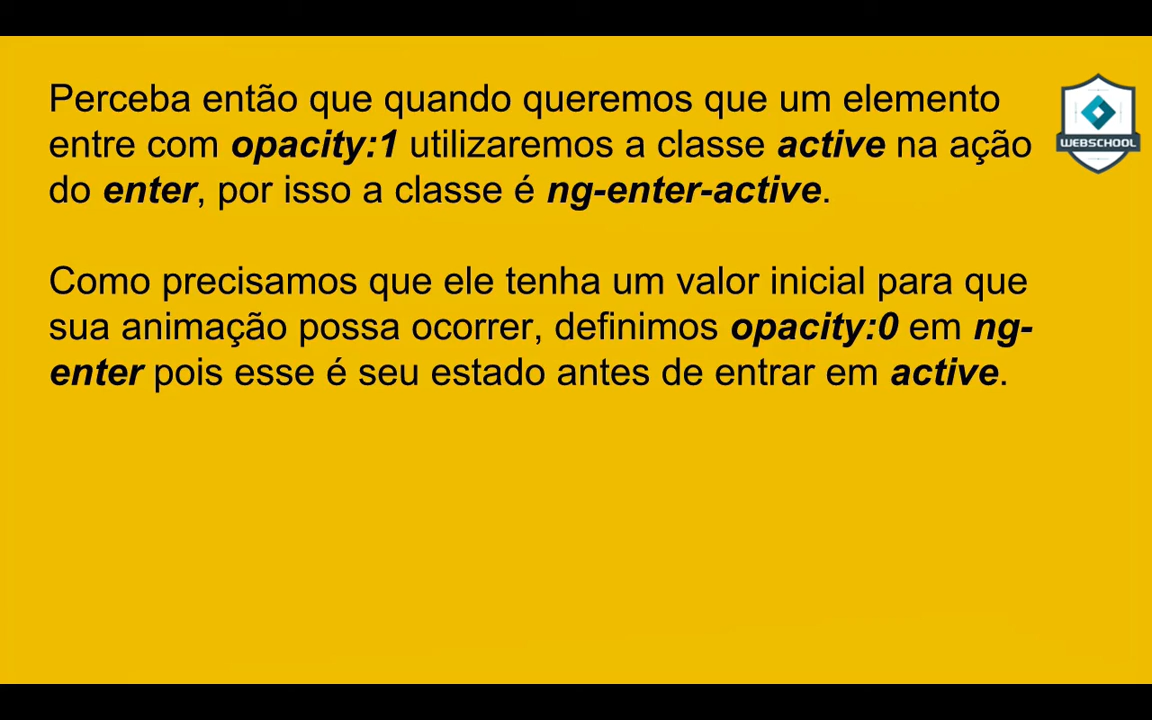 Perceba então que quando queremos que um elemento
entre com opacity:1 utilizaremos a classe active na ação
do enter, por isso a classe é ng-enter-active.
WEBSCHOOL
Como precisamos que ele tenha um valor inicial para que
sua animação possa ocorrer, definimos opacity:0 em ng-
enter pois esse é seu estado antes de entrar em active.